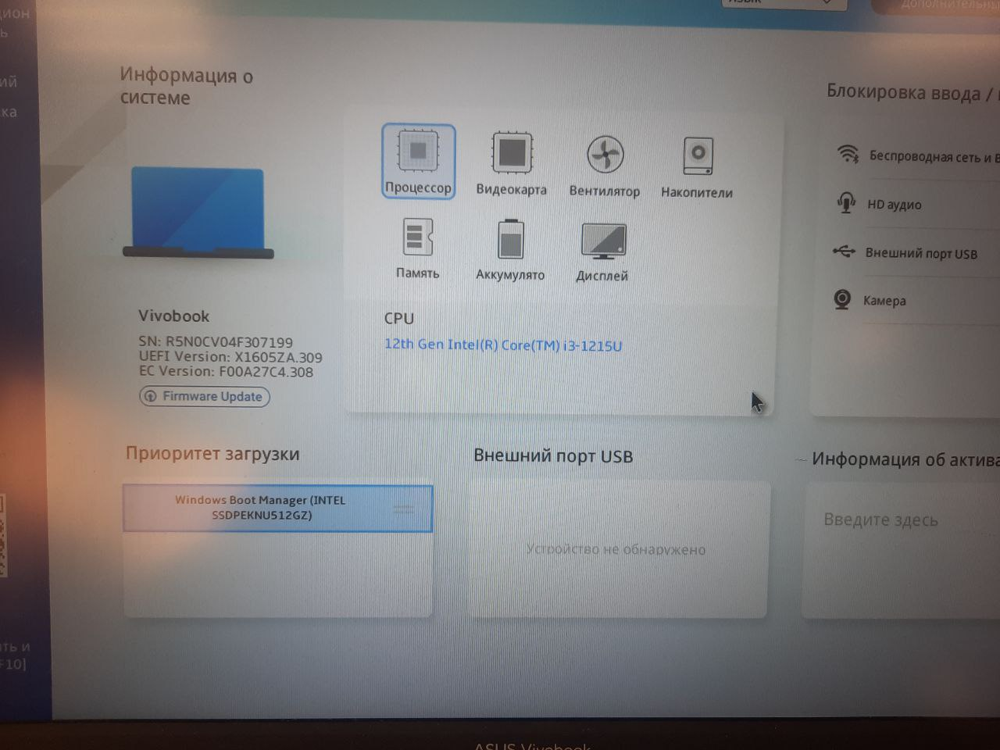 Дополнительны
Информация о
системе
Процессор
Видеокарта
Вентилятор
Накопители
Память
Аккумулято
Дисплей
Vivobook
SN: R5N0CV04F307199
UEFI Version: X1605ZA.309
EC Version: F00A27C4.308
Firmware Update
CPU
12th Gen Intel(R) Core(TM) i3-1215U
Блокировка ввода /
Беспроводная сеть и B
HD аудио
Внешний порт USB
Камера
Приоритет загрузки
Windows Boot Manager (INTEL
SSDPEKNU512GZ)
Внешний порт USB
Устройство не обнаружено
Информация об актива
Введите здесь
F10]
ASUS Vivobook